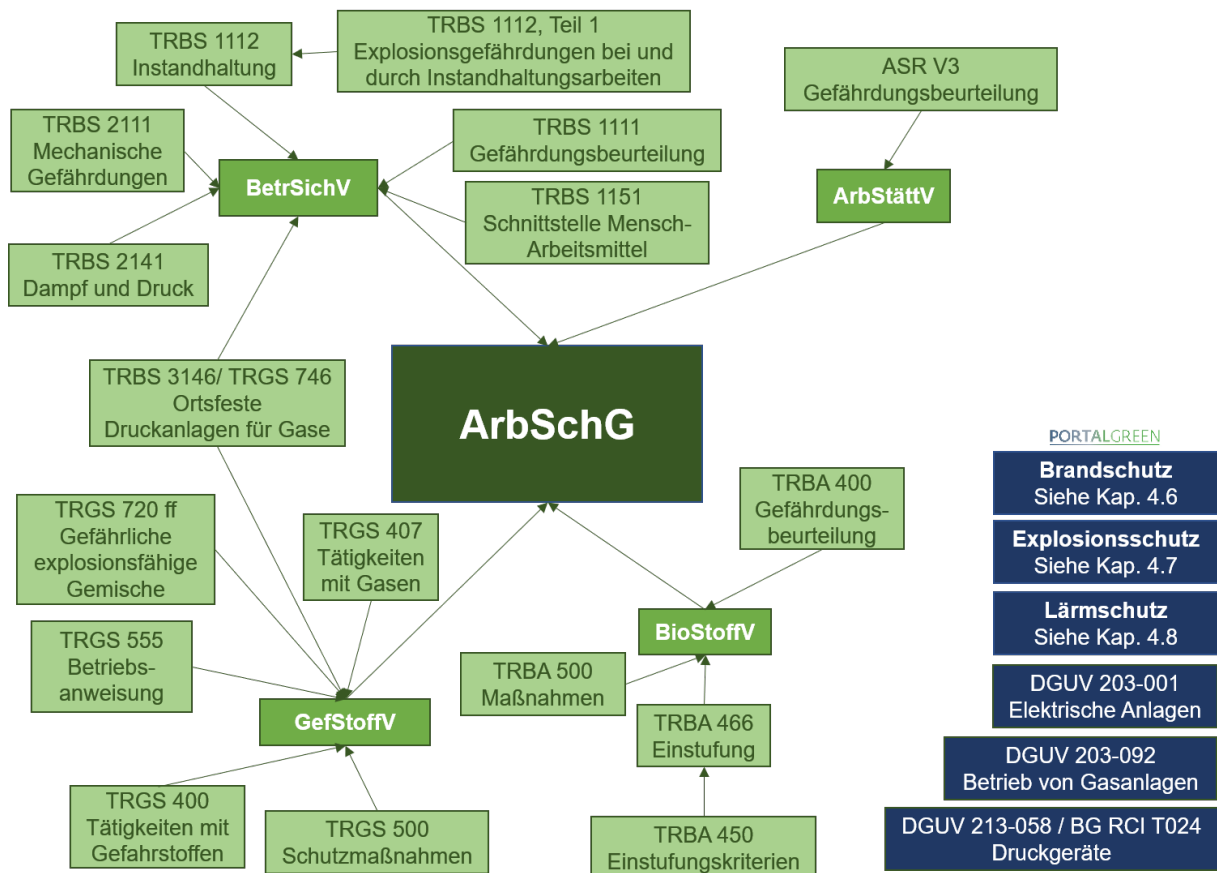 TRBS 1112
Instandhaltung
TRBS 1112, Teil 1
Explosionsgefährdungen bei und
durch Instandhaltungsarbeiten
ASR V3
Gefährdungsbeurteilung
TRBS 2111
Mechanische
Gefährdungen
TRBS 1111
Gefährdungsbeurteilung
BetrSichV
ArbStättV
TRBS 1151
Schnittstelle Mensch-
Arbeitsmittel
TRBS 2141
Dampf und Druck
TRBS 3146/ TRGS 746
Ortsfeste
Druckanlagen für Gase
ArbSchG
PORTALGREEN
Brandschutz
Siehe Kap. 4.6
Explosionsschutz
Siehe Kap. 4.7
Lärmschutz
Siehe Kap. 4.8
DGUV 203-001
Elektrische Anlagen
DGUV 203-092
Betrieb von Gasanlagen
DGUV 213-058 / BG RCI T024
Druckgeräte
TRGS 720 ff
Gefährliche
explosionsfähige
Gemische
TRGS 407
Tätigkeiten
mit Gasen
TRBA 400
Gefährdungs-
beurteilung
TRGS 555
Betriebs-
anweisung
BioStoffV
TRBA 500
Maßnahmen
GefStoffV
TRBA 466
Einstufung
TRGS 400
Tätigkeiten mit
Gefahrstoffen
TRGS 500
Schutzmaßnahmen
TRBA 450
Einstufungskriterien